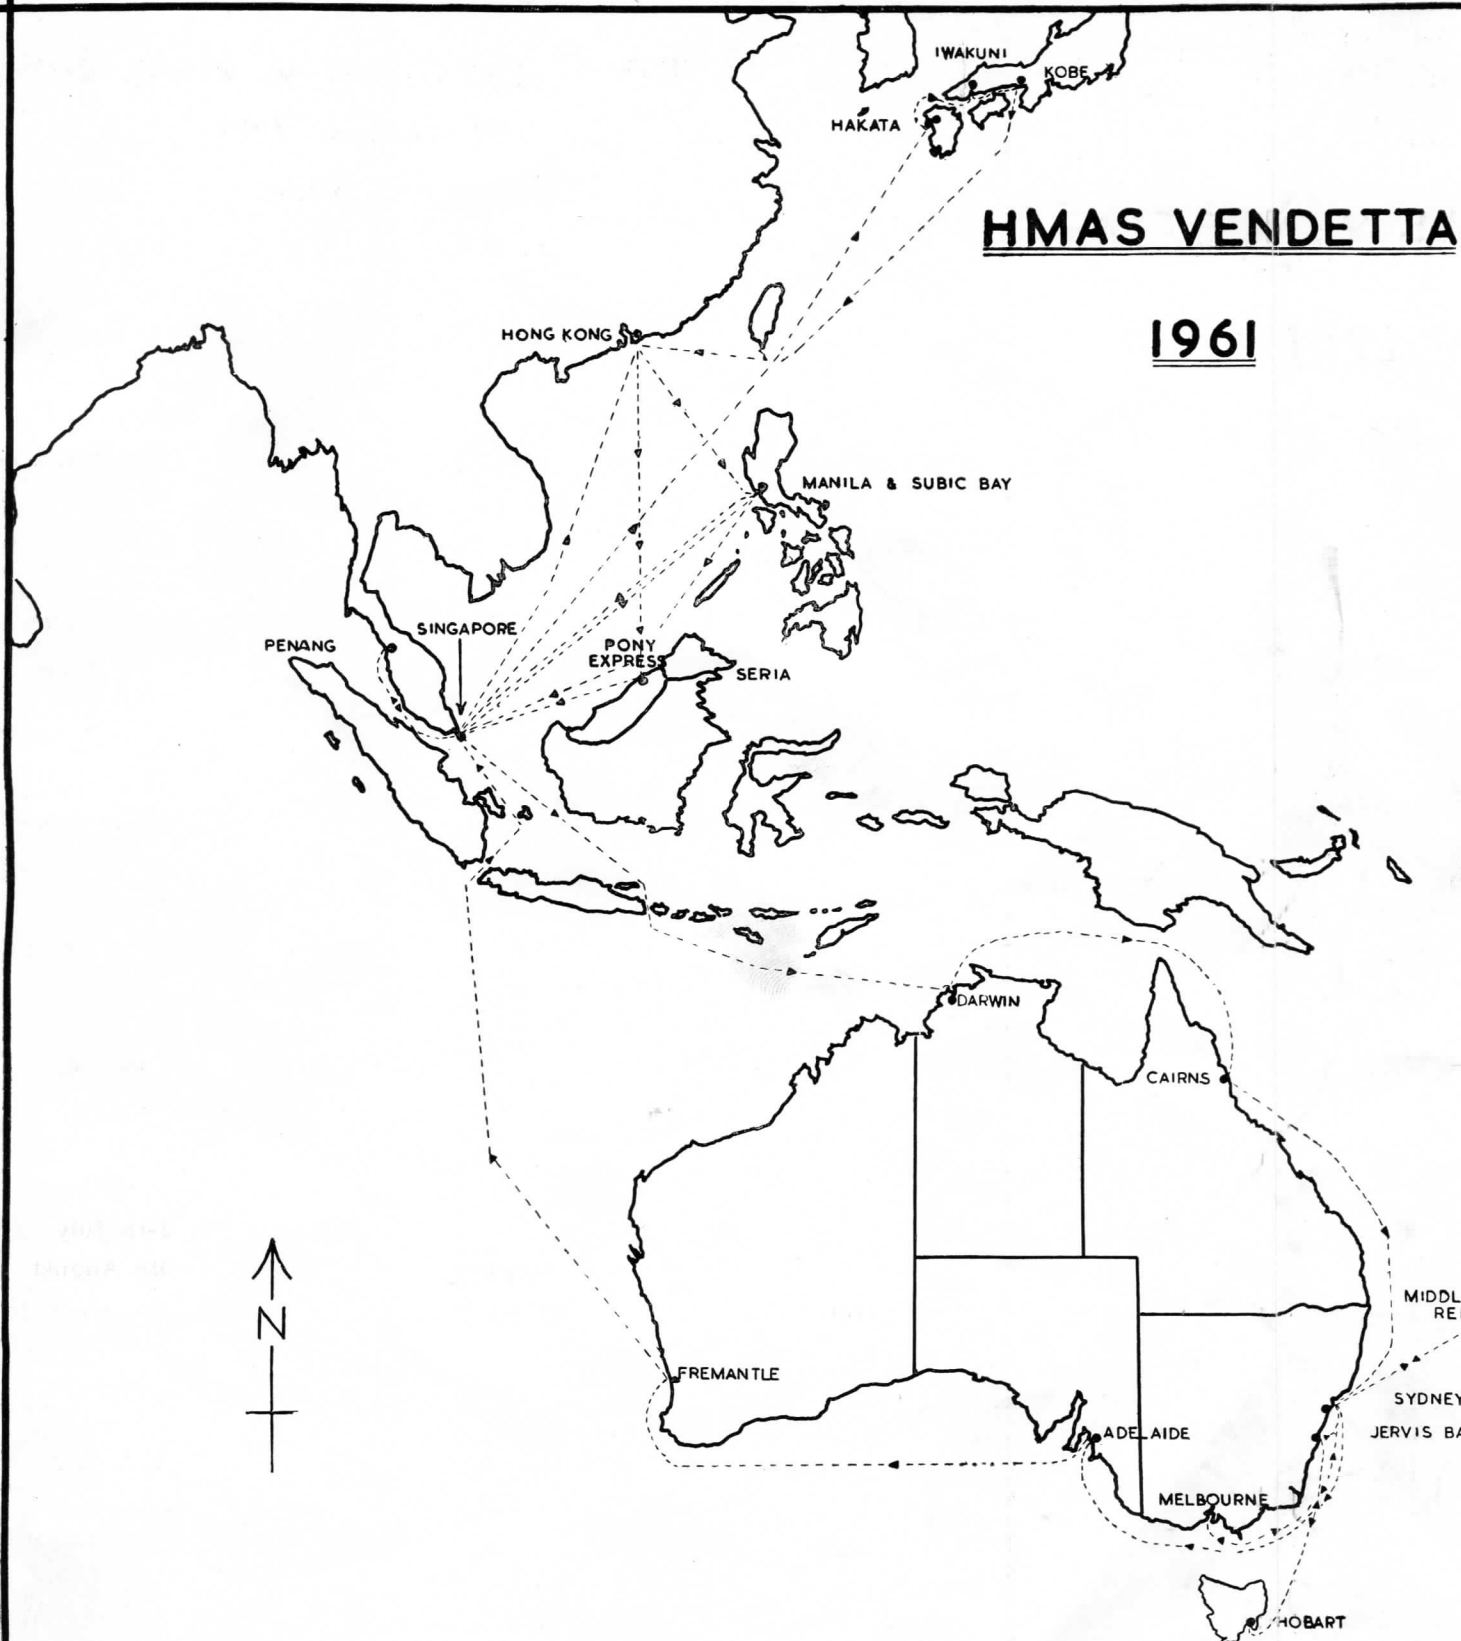 IWAKUNI
KOBE
HAKATA
HMAS VENDETTA
1961
HONG KONG
MANILA & SUBIC BAY
SINGAPORE
PENANG
PONY
EXPRESS
SERIA
DARWIN
CAIRNS
N
MIDDL
RE
FREMANTLE
SYDNEY
ADELAIDE
JERVIS BA
MELBOURNE
HOBART